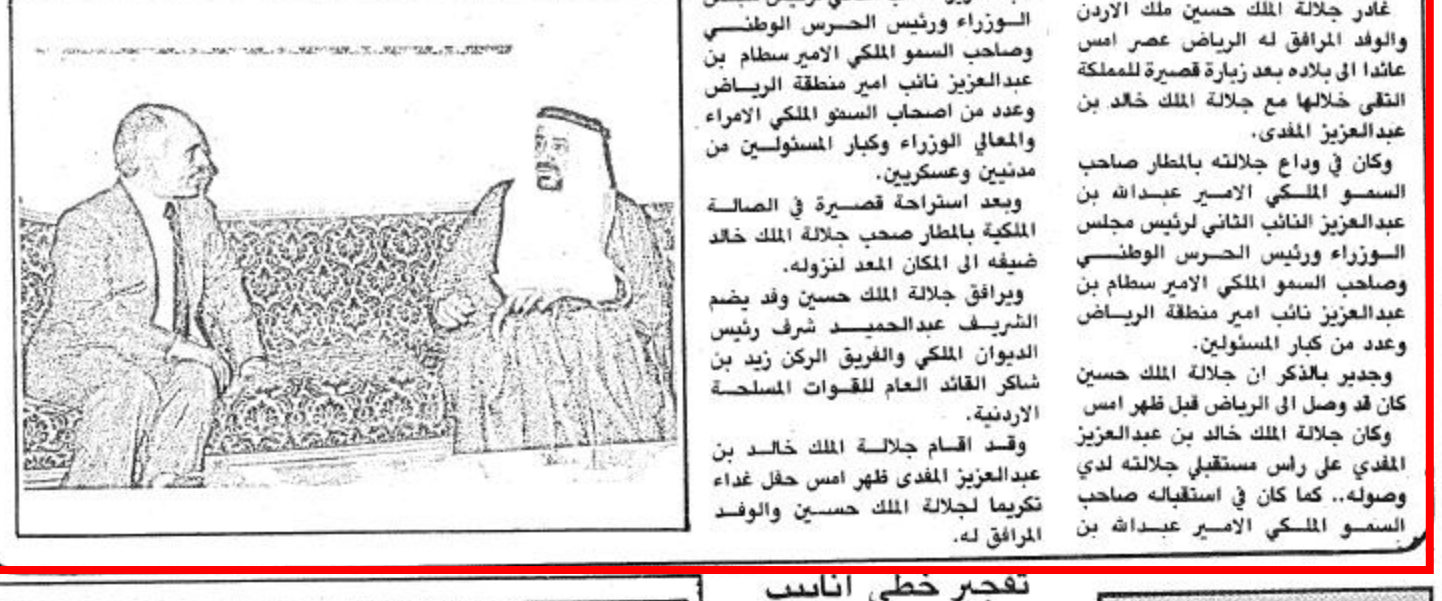 غادر جلالة الملك حسين ملك الاردن
والوفد المرافق له الرياض عصر امس
عائدا الى بلاده بعد زيارة قصيرة للمملكة
التقى خلالها مع جلالة الملك خالد بن
عبدالعزيز المفدى.
وكان في وداع جلالته بالمطار صاحب
السمو الملكي الامير عبدالله بن
عبدالعزيز النائب الثاني لرئيس مجلس
الوزراء ورئيس الحرس الوطني
وصاحب السمو الملكي الامير سطام بن
عبدالعزيز نائب امير منطقة الرياض
وعدد من كبار المسئولين.
وجدير بالذكر ان جلالة الملك حسين
كان قد وصل الى الرياض قبل ظهر امس
وكان جلالة الملك خالد بن عبدالعزيز
المفدي على راس مستقبلي جلالته لدي
وصوله.. كما كان في استقباله صاحب
السمو الملكي الامير عبدالله بن
الوزراء ورئيس الحرس الوطني
وصاحب السمو الملكي الامير سطام بن
عبدالعزيز نائب امير منطقة الرياض
وعدد من اصحاب السمو الملكي الامراء
والمعالي الوزراء وكبار المسئولين من
مدنيين وعسكريين.
وبعد استراحة قصيرة في الصالة
الملكية بالمطار صحب جلالة الملك خالد
ضيفه الى المكان المعد لنزوله.
ويرافق جلالة الملك حسين وفد يضم
الشريف عبدالحميد شرف رئيس
الديوان الملكي والفريق الركن زيد بن
شاكر القائد العام للقوات المسلحة
الاردنية.
وقد اقام جلالة الملك خالد بن
عبدالعزيز المفدى ظهر امس حفل غداء
تكريما لجلالة الملك حسين والوفد
المرافق له.
تفجير خطي انابيب